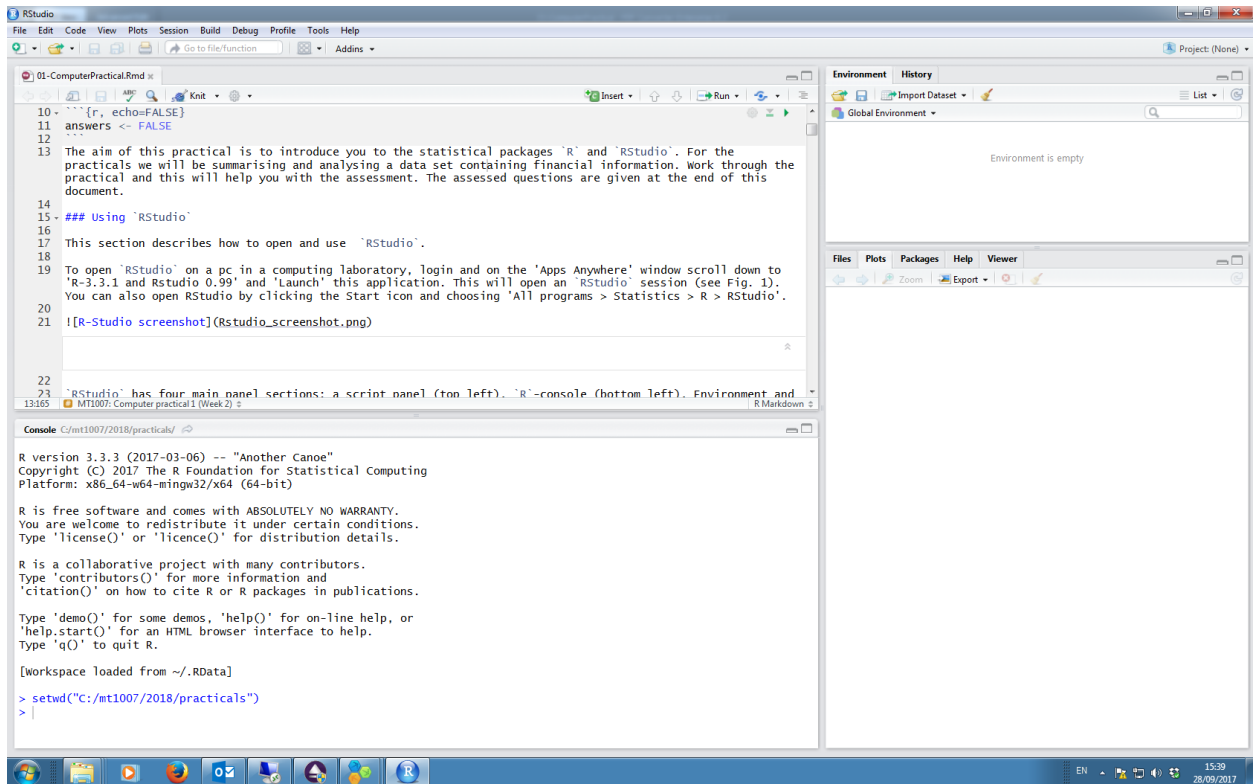 RStudio
File Edit Code View Plots Session Build Debug Profile Tools Help
Go to file/function Addins Project: (None)
01-ComputerPractical.Rmd
ABC Knit Insert Run
10 ```{r, echo=FALSE}
11 answers <- FALSE
12 ```
13 The aim of this practical is to introduce you to the statistical packages `R` and `RStudio`. For the
practicals we will be summarising and analysing a data set containing financial information. Work through the
practical and this will help you with the assessment. The assessed questions are given at the end of this
document.
14
15 ### Using `RStudio`
16
17 This section describes how to open and use `RStudio`.
18
19 To open `RStudio` on a pc in a computing laboratory, login and on the 'Apps Anywhere' window scroll down to
'R-3.3.1 and Rstudio 0.99' and 'Launch' this application. This will open an `RStudio` session (see Fig. 1).
You can also open RStudio by clicking the Start icon and choosing 'All programs > Statistics > R > RStudio'.
20
21 ![R-Studio screenshot](Rstudio_screenshot.png)
22
23 `RStudio` has four main panel sections: a script panel (top left), `R`-console (bottom left), Environment and
13:165 MT1007: Computer practical 1 (Week 2) R Markdown
Console C:/mt1007/2018/practicals/
R version 3.3.3 (2017-03-06) -- "Another Canoe"
Copyright (C) 2017 The R Foundation for Statistical Computing
Platform: x86_64-w64-mingw32/x64 (64-bit)
R is free software and comes with ABSOLUTELY NO WARRANTY.
You are welcome to redistribute it under certain conditions.
Type 'license()' or 'licence()' for distribution details.
R is a collaborative project with many contributors.
Type 'contributors()' for more information and
'citation()' on how to cite R or R packages in publications.
Type 'demo()' for some demos, 'help()' for on-line help, or
'help.start()' for an HTML browser interface to help.
Type 'q()' to quit R.
[Workspace loaded from ~/.RData]
> setwd("C:/mt1007/2018/practicals")
>
Environment History
Import Dataset List
Global Environment
Environment is empty
Files Plots Packages Help Viewer
Zoom Export
EN 15:39
28/09/2017